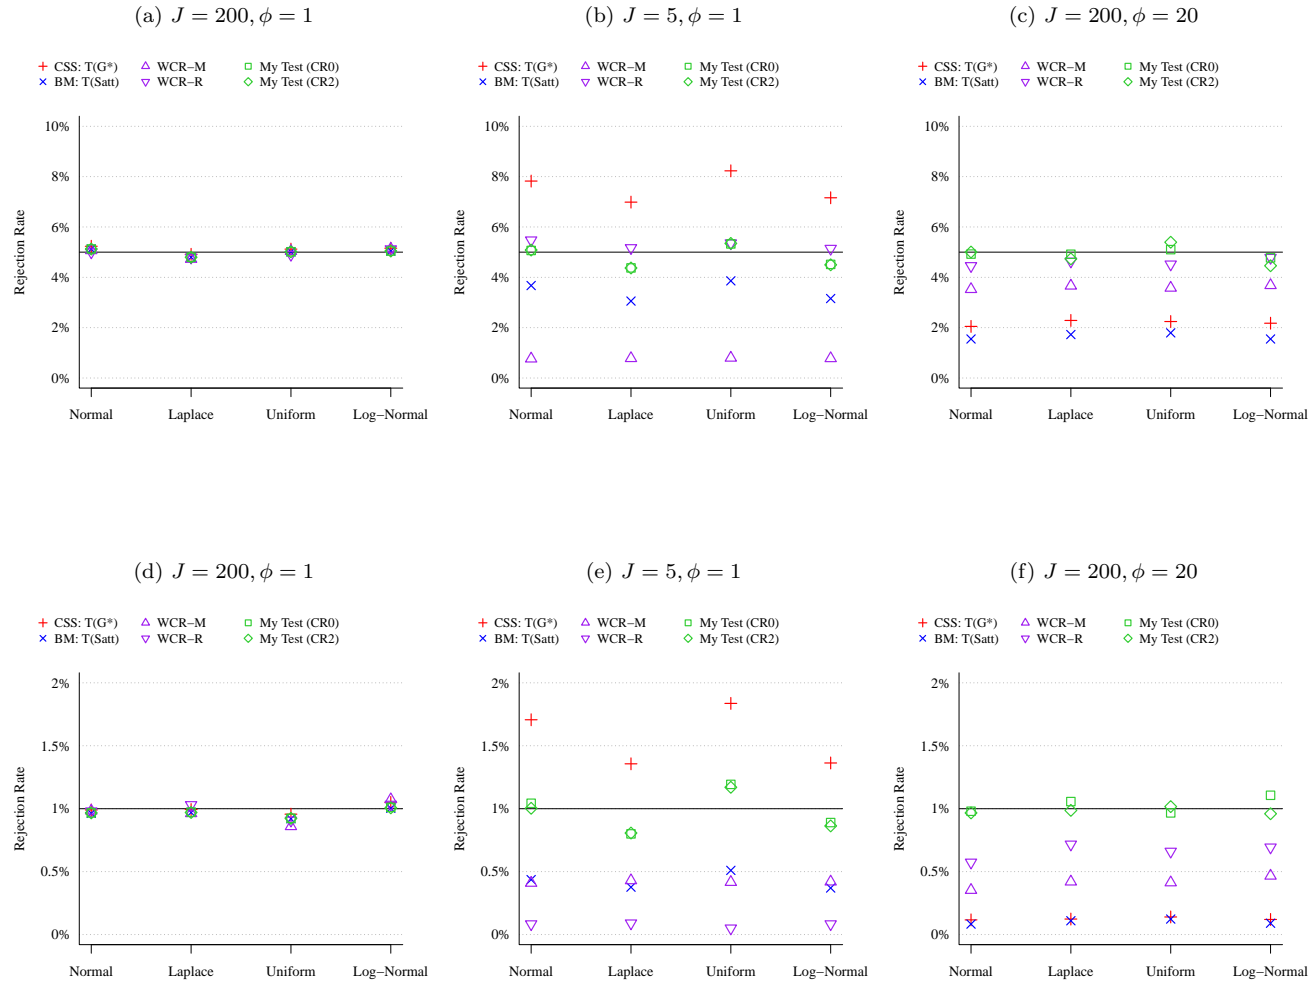 (a) J = 200, ϕ = 1
CSS: T(G*) WCR−M My Test (CR0)
BM: T(Satt) WCR−R My Test (CR2)
Rejection Rate
10%
8%
6%
4%
2%
0%
Normal Laplace Uniform Log−Normal
(b) J = 5, ϕ = 1
CSS: T(G*) WCR−M My Test (CR0)
BM: T(Satt) WCR−R My Test (CR2)
Rejection Rate
10%
8%
6%
4%
2%
0%
Normal Laplace Uniform Log−Normal
(c) J = 200, ϕ = 20
CSS: T(G*) WCR−M My Test (CR0)
BM: T(Satt) WCR−R My Test (CR2)
Rejection Rate
10%
8%
6%
4%
2%
0%
Normal Laplace Uniform Log−Normal
(d) J = 200, ϕ = 1
CSS: T(G*) WCR−M My Test (CR0)
BM: T(Satt) WCR−R My Test (CR2)
Rejection Rate
2%
1.5%
1%
0.5%
0%
Normal Laplace Uniform Log−Normal
(e) J = 5, ϕ = 1
CSS: T(G*) WCR−M My Test (CR0)
BM: T(Satt) WCR−R My Test (CR2)
Rejection Rate
2%
1.5%
1%
0.5%
0%
Normal Laplace Uniform Log−Normal
(f) J = 200, ϕ = 20
CSS: T(G*) WCR−M My Test (CR0)
BM: T(Satt) WCR−R My Test (CR2)
Rejection Rate
2%
1.5%
1%
0.5%
0%
Normal Laplace Uniform Log−Normal